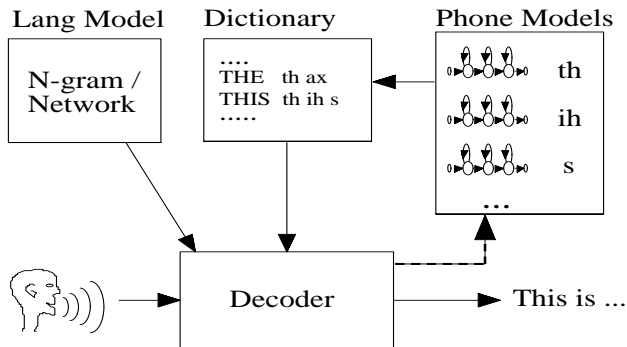 Lang Model
N-gram /
Network
Dictionary
....
THE th ax
THIS th ih s
.....
Phone Models
th
ih
s
...
Decoder
This is ...